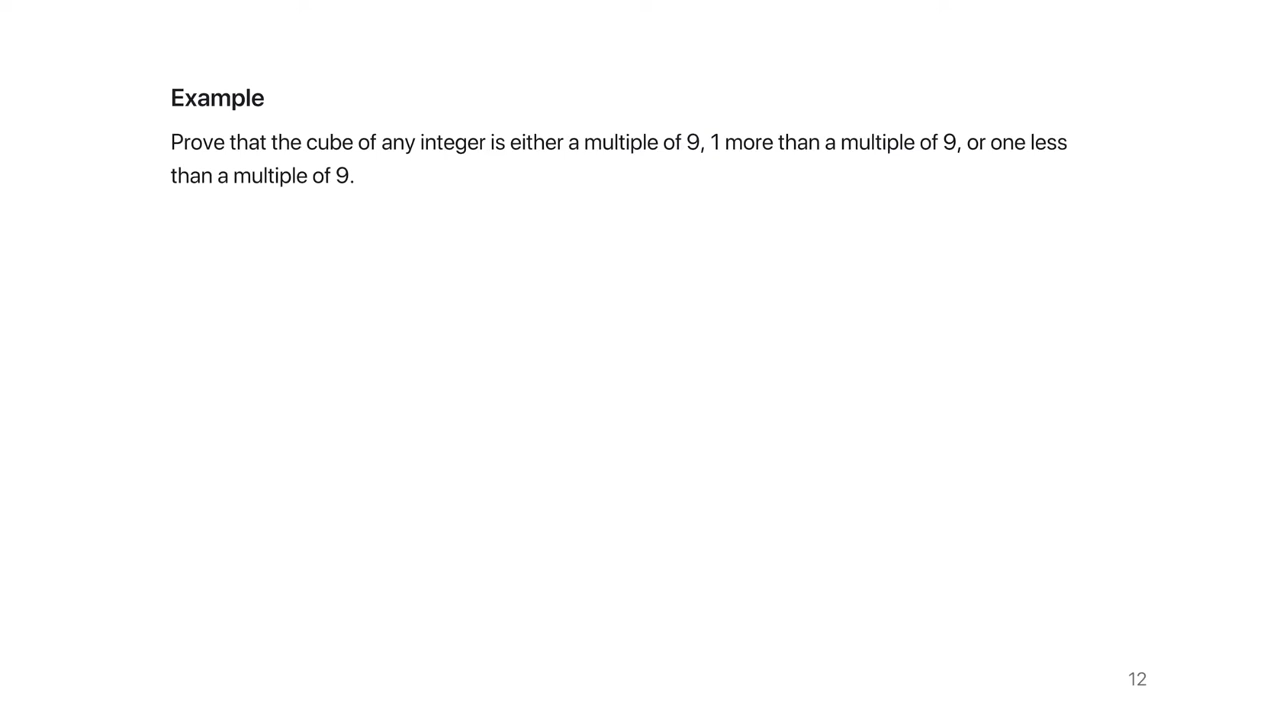 Example
Prove that the cube of any integer is either a multiple of 9, 1 more than a multiple of 9, or one less
than a multiple of 9.
12